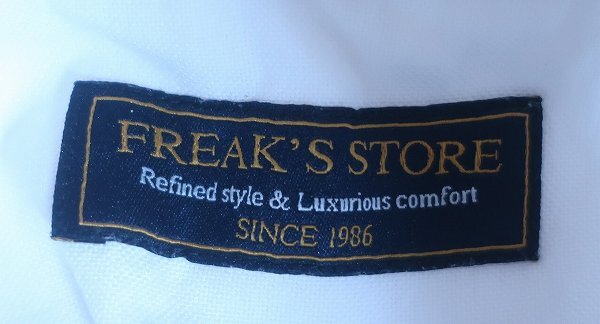 FREAK'S STORE
Refined style & Luxurious comfort
SINCE 1986